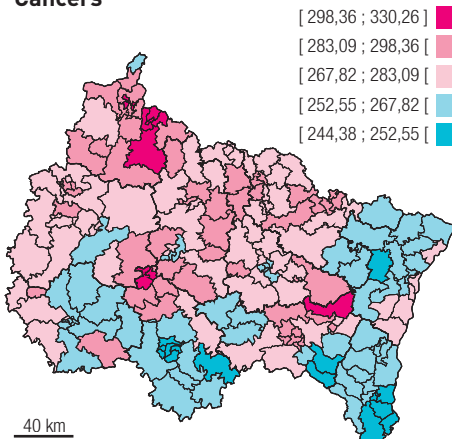 Cancers
[ 298,36 ; 330,26 ]
[ 283,09 ; 298,36 [
[ 267,82 ; 283,09 [
[ 252,55 ; 267,82 [
[ 244,38 ; 252,55 [
40 km